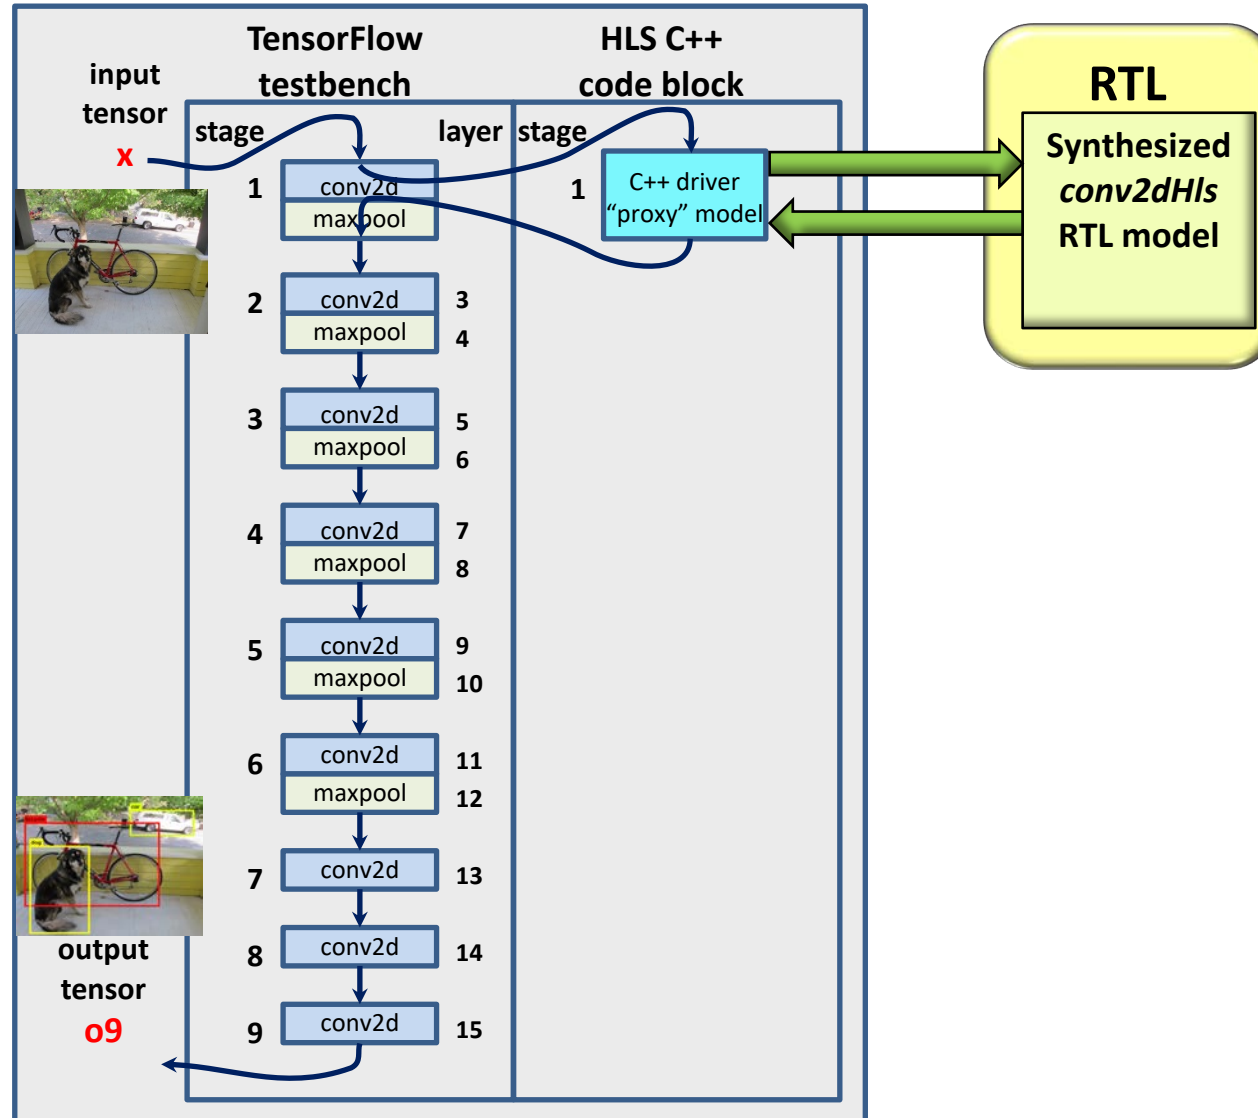 TensorFlow
testbench
HLS C++
code block
RTL
input
tensor
x
stage
layer
stage
1
conv2d
maxpool
1
C++ driver
“proxy” model
Synthesized
conv2dHls
RTL model
2
conv2d
3
maxpool
4
3
conv2d
5
maxpool
6
4
conv2d
7
maxpool
8
5
conv2d
9
maxpool
10
6
conv2d
11
maxpool
12
7
conv2d
13
8
conv2d
14
9
conv2d
15
dog
output
tensor
o9